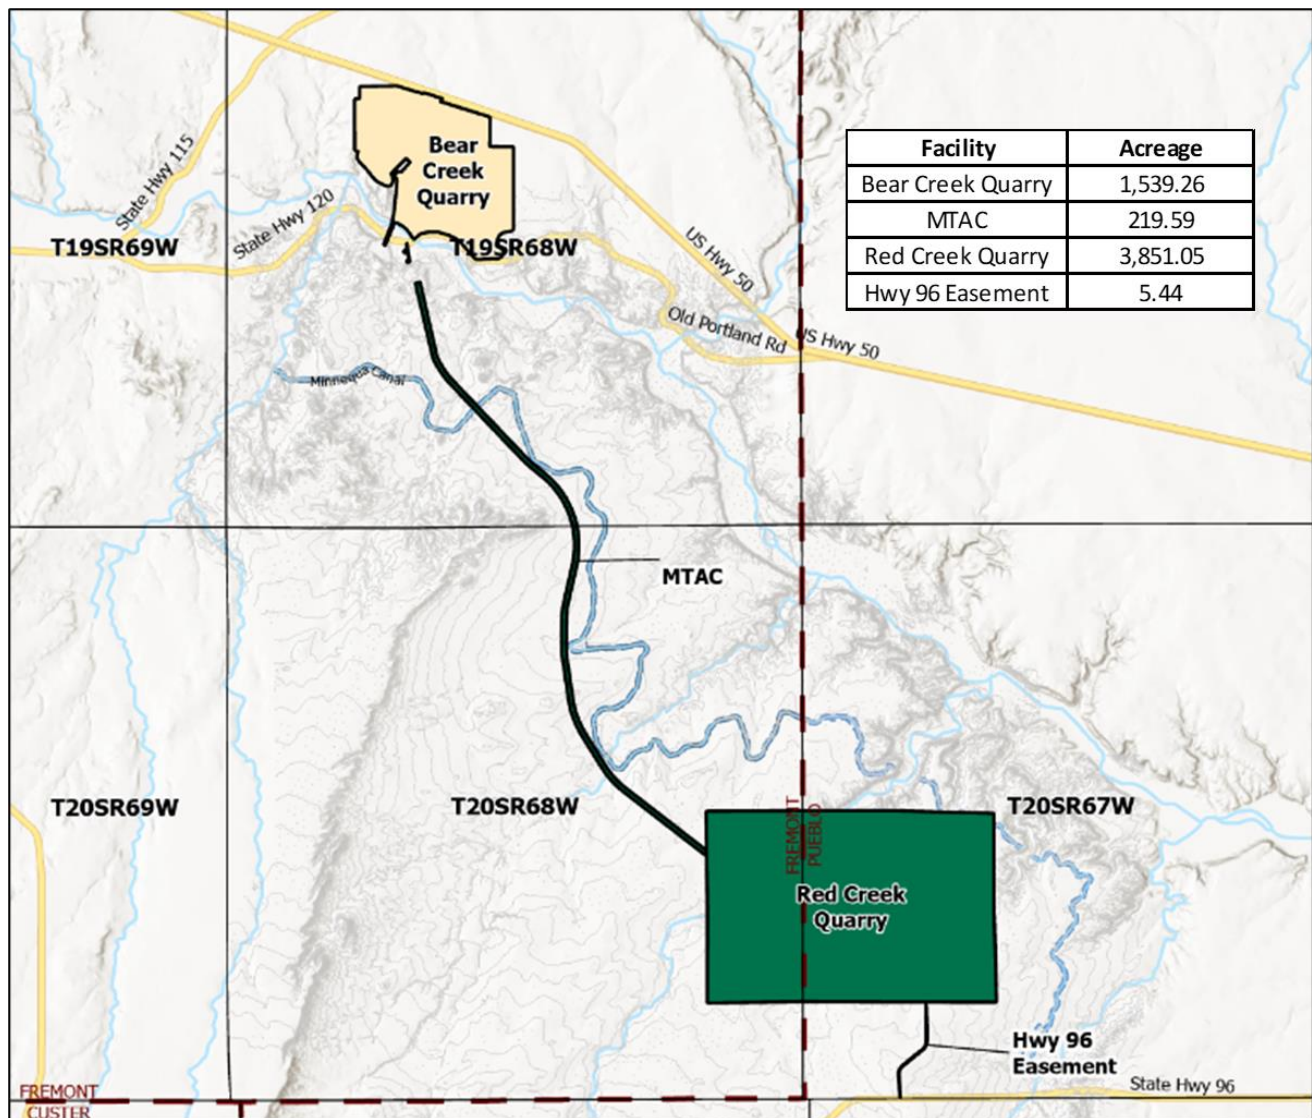 Bear
Creek
Quarry
State Hwy 115
State Hwy 120
T19SR69W
T19SR68W
US Hwy 50
Old Portland Rd
US Hwy 50
Facility Acreage
Bear Creek Quarry 1,539.26
MTAC 219.59
Red Creek Quarry 3,851.05
Hwy 96 Easement 5.44
Minnequa Canal
MTAC
T20SR69W
T20SR68W
T20SR67W
FREMONT
PUEBLO
Red Creek
Quarry
Hwy 96
Easement
State Hwy 96
FREMONT
CUSTER